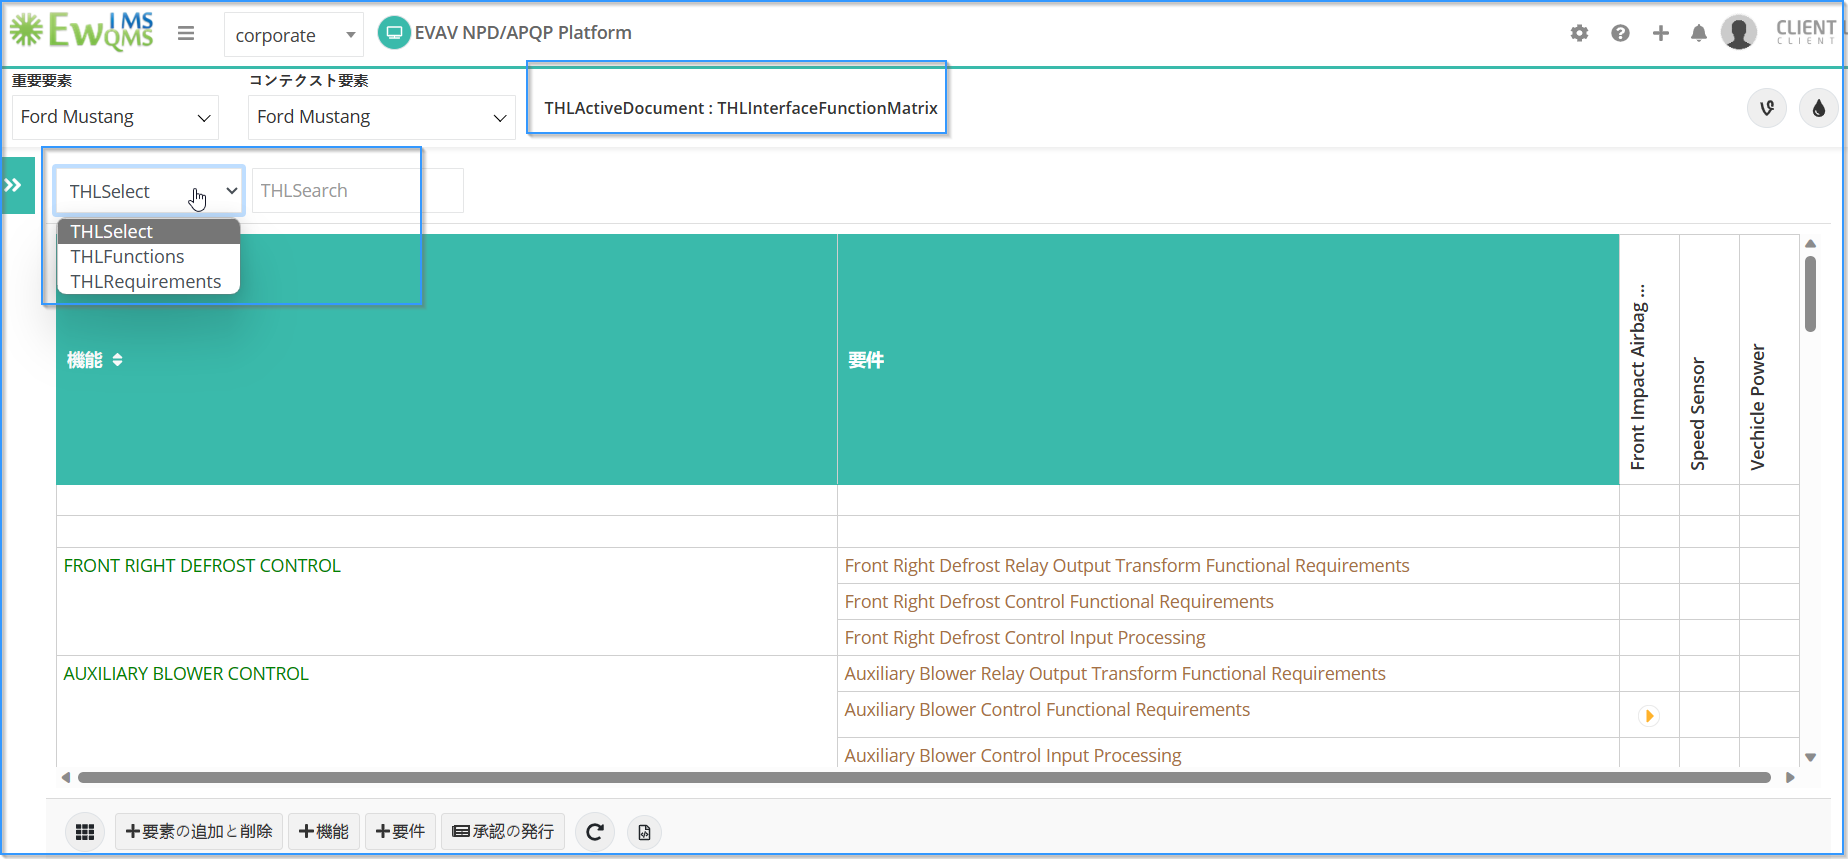 EwQMS IMS
corporate
EVAV NPD/APQP Platform
CLIENT
CLIENT
重要要素
コンテクスト要素
Ford Mustang
Ford Mustang
THLActiveDocument : THLInterfaceFunctionMatrix
THLSelect
THLSearch
THLSelect
THLFunctions
THLRequirements
機能
要件
Front Impact Airbag ...
Speed Sensor
Vechicle Power
FRONT RIGHT DEFROST CONTROL
Front Right Defrost Relay Output Transform Functional Requirements
Front Right Defrost Control Functional Requirements
Front Right Defrost Control Input Processing
AUXILIARY BLOWER CONTROL
Auxiliary Blower Relay Output Transform Functional Requirements
Auxiliary Blower Control Functional Requirements
Auxiliary Blower Control Input Processing
+要素の追加と削除
+機能
+要件
承認の発行